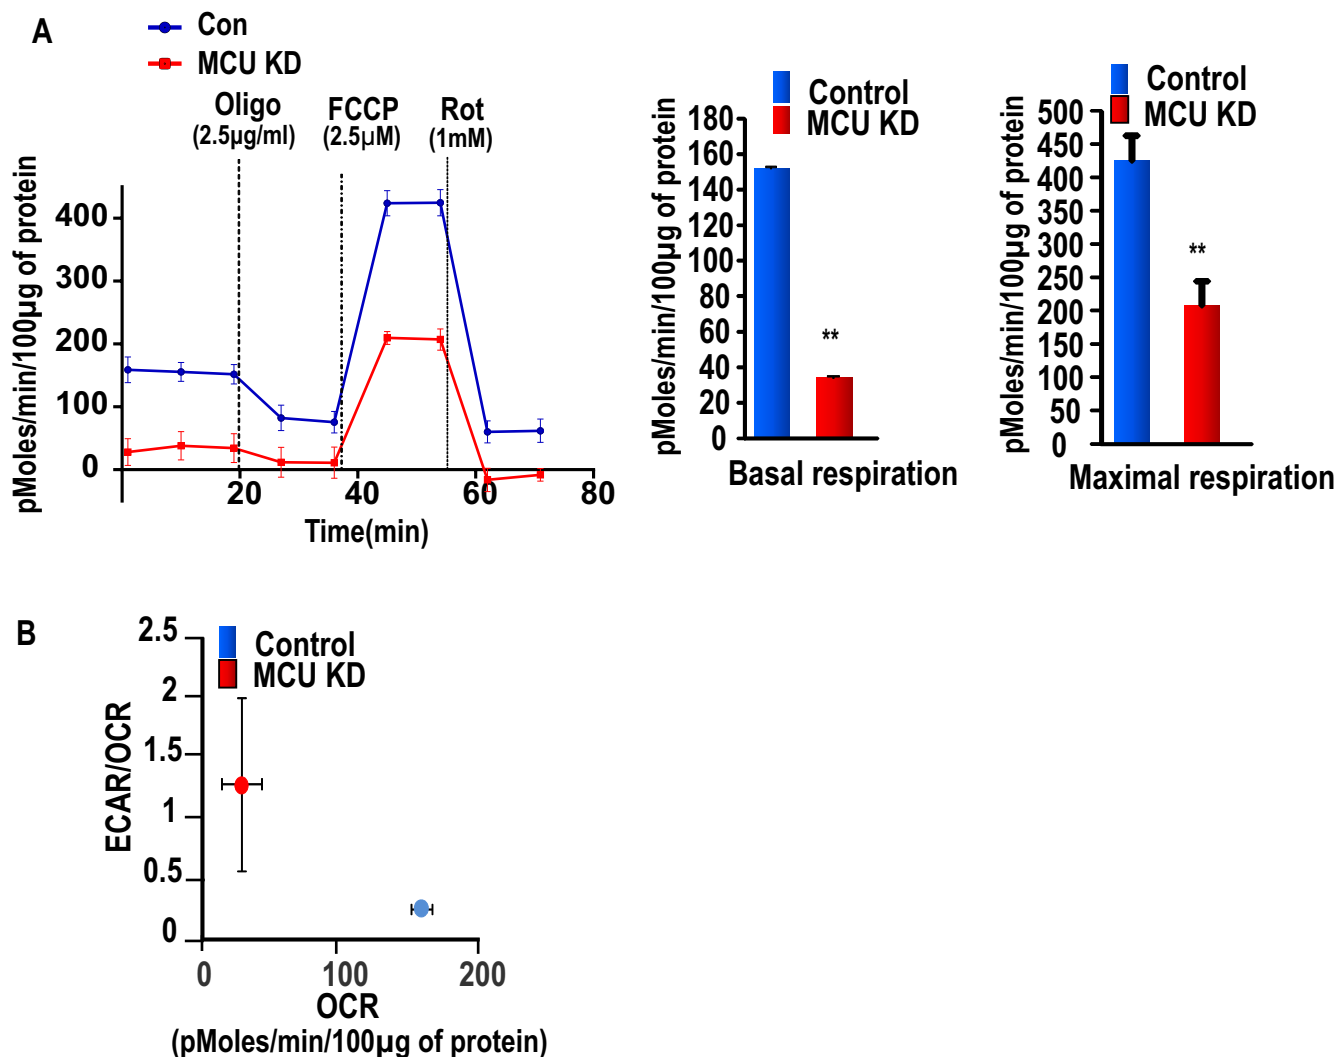 A
Con
MCU KD
Oligo
(2.5µg/ml)
FCCP
(2.5µM)
Rot
(1mM)
pMoles/min/100µg of protein
400
300
200
100
0
20
40
60
80
Time(min)
Control
MCU KD
pMoles/min/100µg of protein
180
160
140
120
100
80
60
40
20
0
**
Basal respiration
Control
MCU KD
pMoles/min/100µg of protein
500
450
400
350
300
250
200
150
100
50
0
**
Maximal respiration
B
Control
MCU KD
ECAR/OCR
2.5
2
1.5
1
0.5
0
0
100
200
OCR
(pMoles/min/100µg of protein)